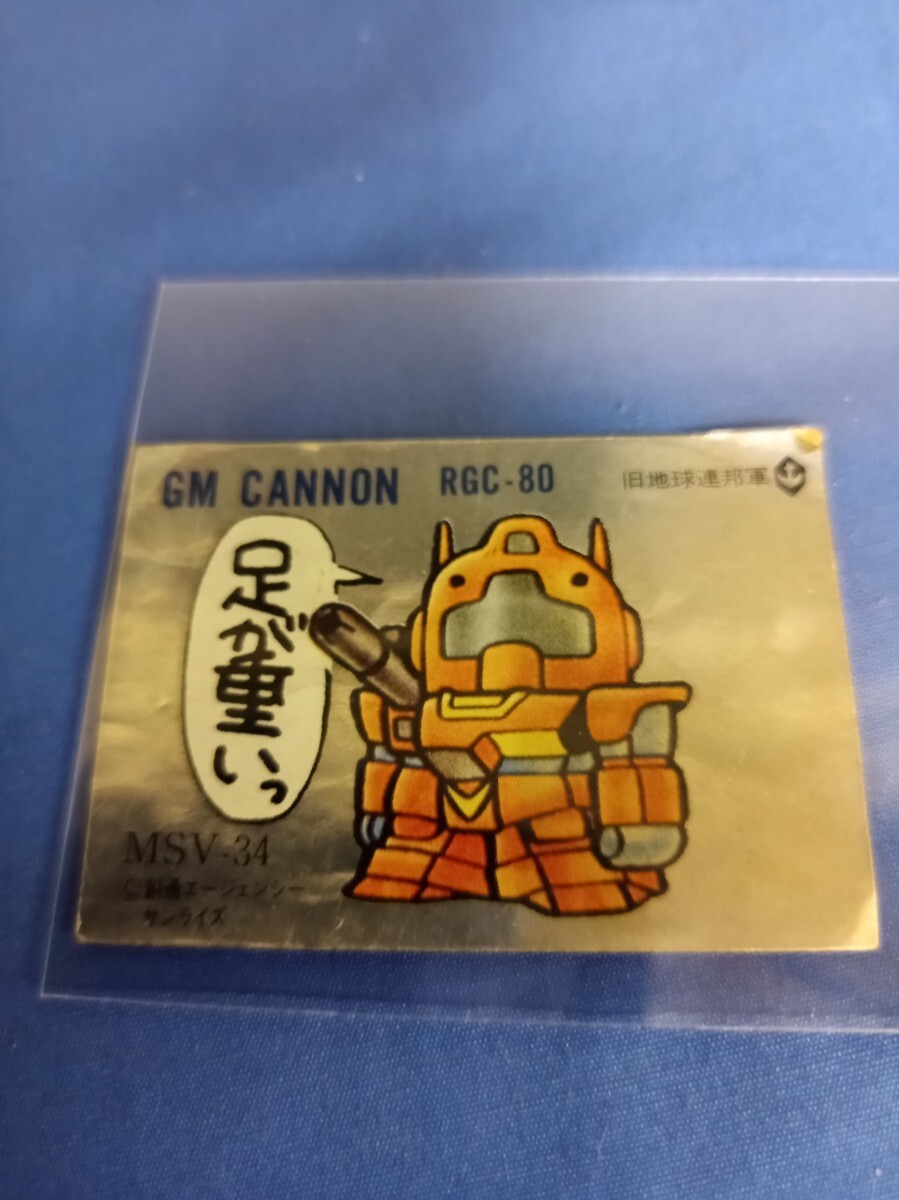 GM CANNON RGC-80 旧地球連邦軍
足が重いっ
MSV-34
©創通エージェンシー
サンライズ